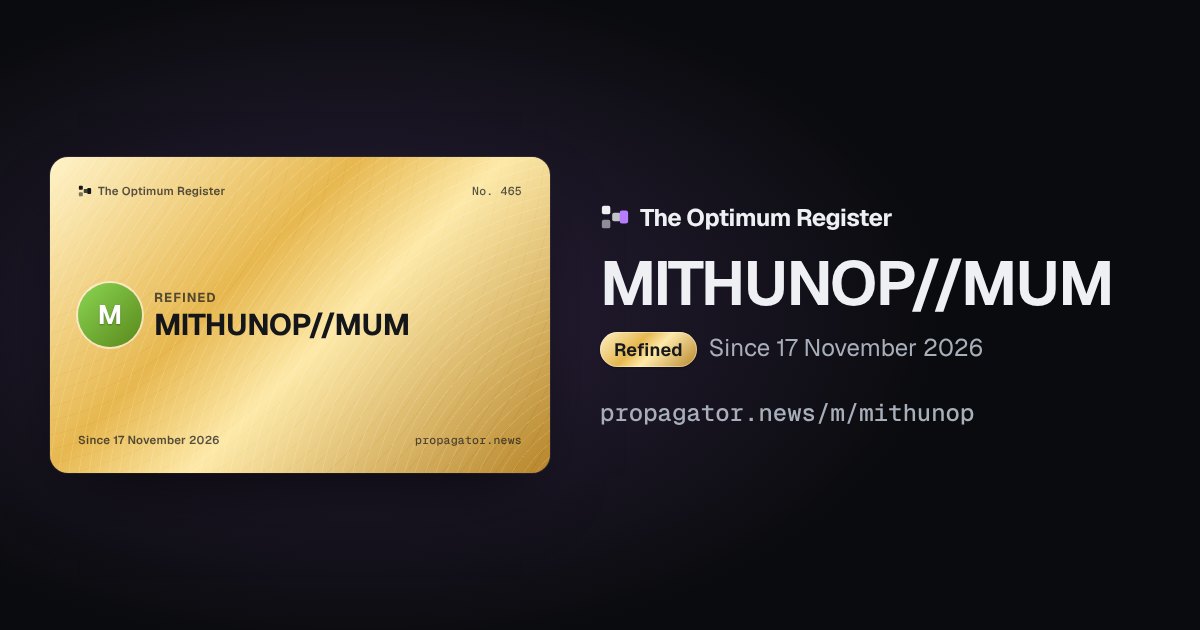 The Optimum Register
No. 465
M
REFINED
MITHUNOP//MUM
Since 17 November 2026
propagator.news
The Optimum Register
MITHUNOP//MUM
Refined
Since 17 November 2026
propagator.news/m/mithunop